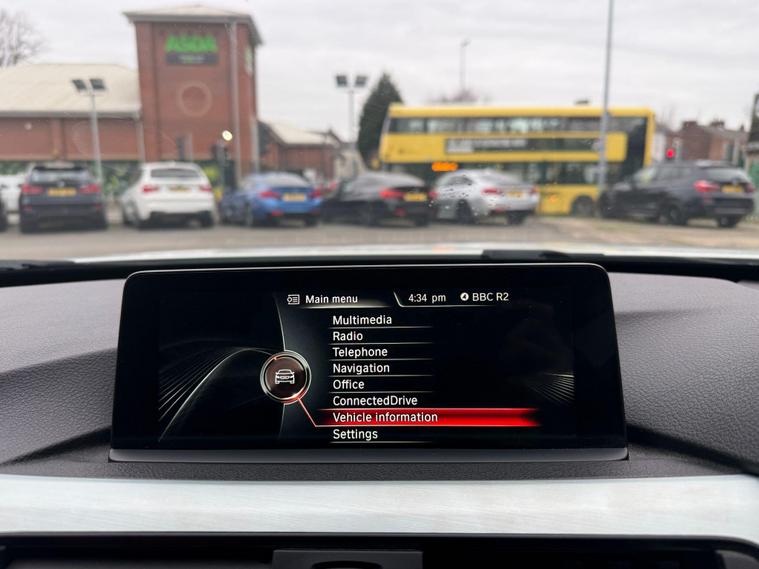 ASDA
Main menu
4:34 pm
BBC R2
Multimedia
Radio
Telephone
Navigation
Office
ConnectedDrive
Vehicle information
Settings